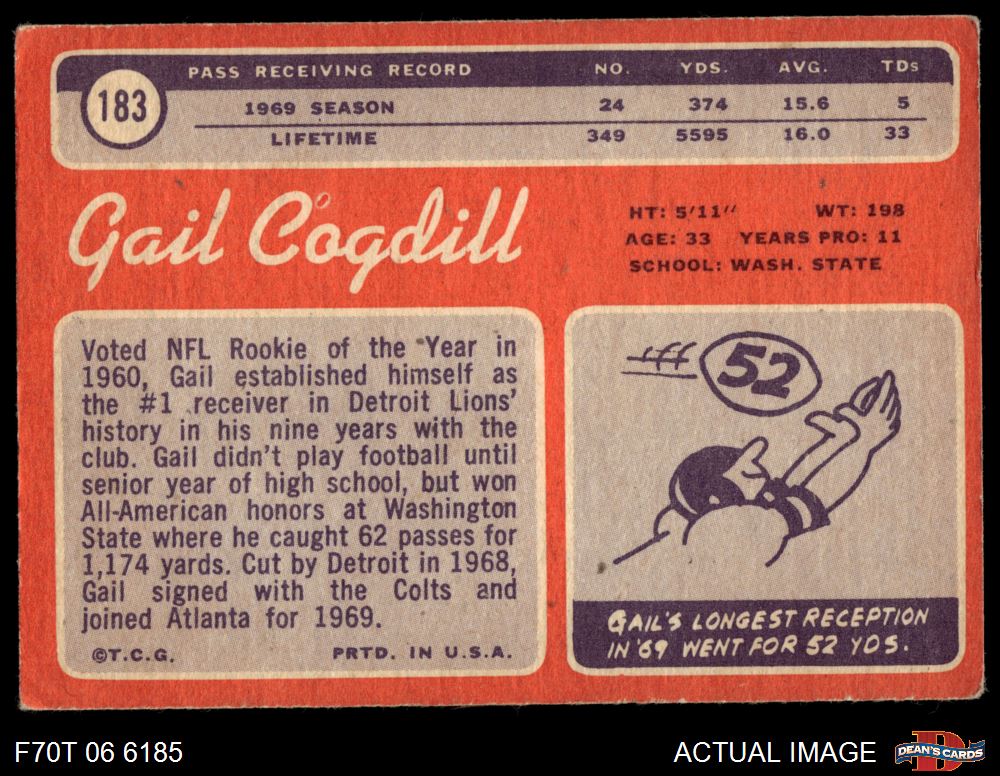 183
PASS RECEIVING RECORD NO. YDS. AVG. TDs
1969 SEASON 24 374 15.6 5
LIFETIME 349 5595 16.0 33
Gail Cogdill
HT: 5'11" WT: 198
AGE: 33 YEARS PRO: 11
SCHOOL: WASH. STATE
Voted NFL Rookie of the Year in
1960, Gail established himself as
the #1 receiver in Detroit Lions'
history in his nine years with the
club. Gail didn't play football until
senior year of high school, but won
All-American honors at Washington
State where he caught 62 passes for
1,174 yards. Cut by Detroit in 1968,
Gail signed with the Colts and
joined Atlanta for 1969.
©T.C.G. PRTD. IN U.S.A.
52
GAIL'S LONGEST RECEPTION
IN '69 WENT FOR 52 YDS.
F70T 06 6185
ACTUAL IMAGE
DEAN'S CARDS